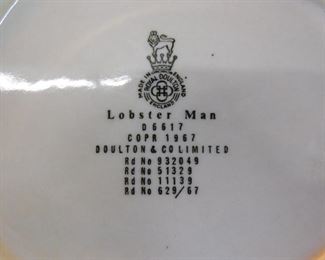 MADE IN ENGLAND
ROYAL DOULTON
ENGLAND
Lobster Man
D6617
COPR 1967
DOULTON & CO LIMITED
Rd No 932049
Rd No 51329
Rd No 11139
Rd No 629/67